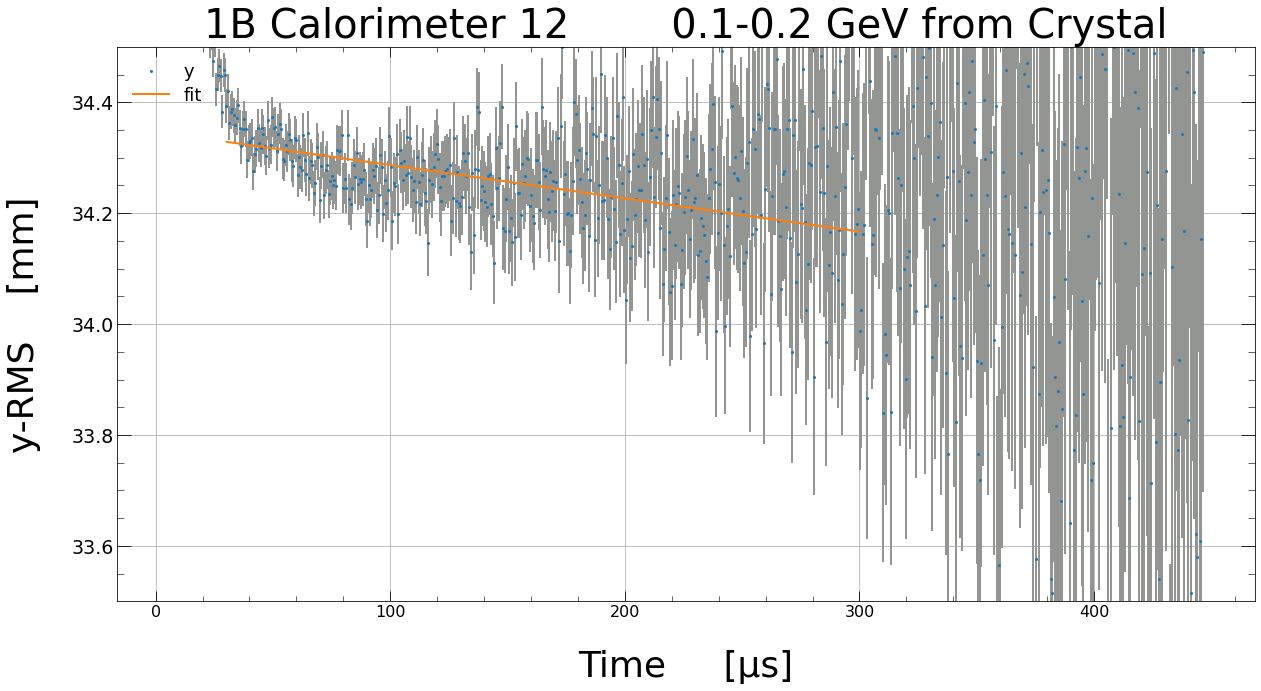 1B Calorimeter 12 0.1-0.2 GeV from Crystal
y
fit
34.4
34.2
34.0
33.8
33.6
y-RMS [mm]
0 100 200 300 400
Time [µs]